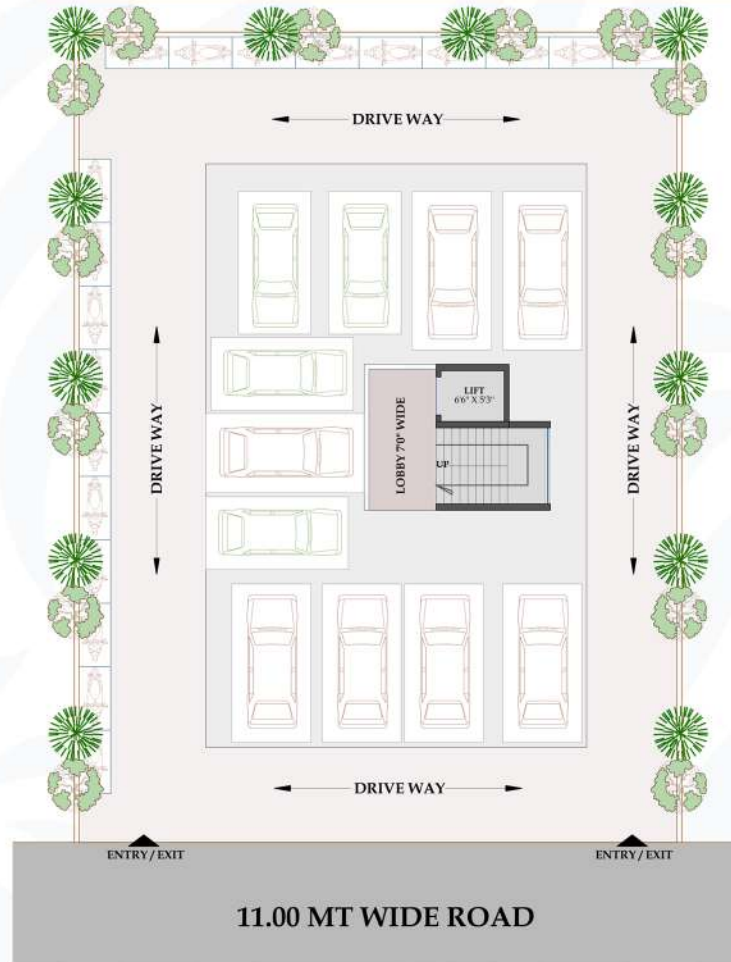 DRIVE WAY
DRIVE WAY
LIFT
6'6" X 5'3"
LOBBY 7'0" WIDE
UP
DRIVE WAY
DRIVE WAY
ENTRY / EXIT
ENTRY / EXIT
11.00 MT WIDE ROAD